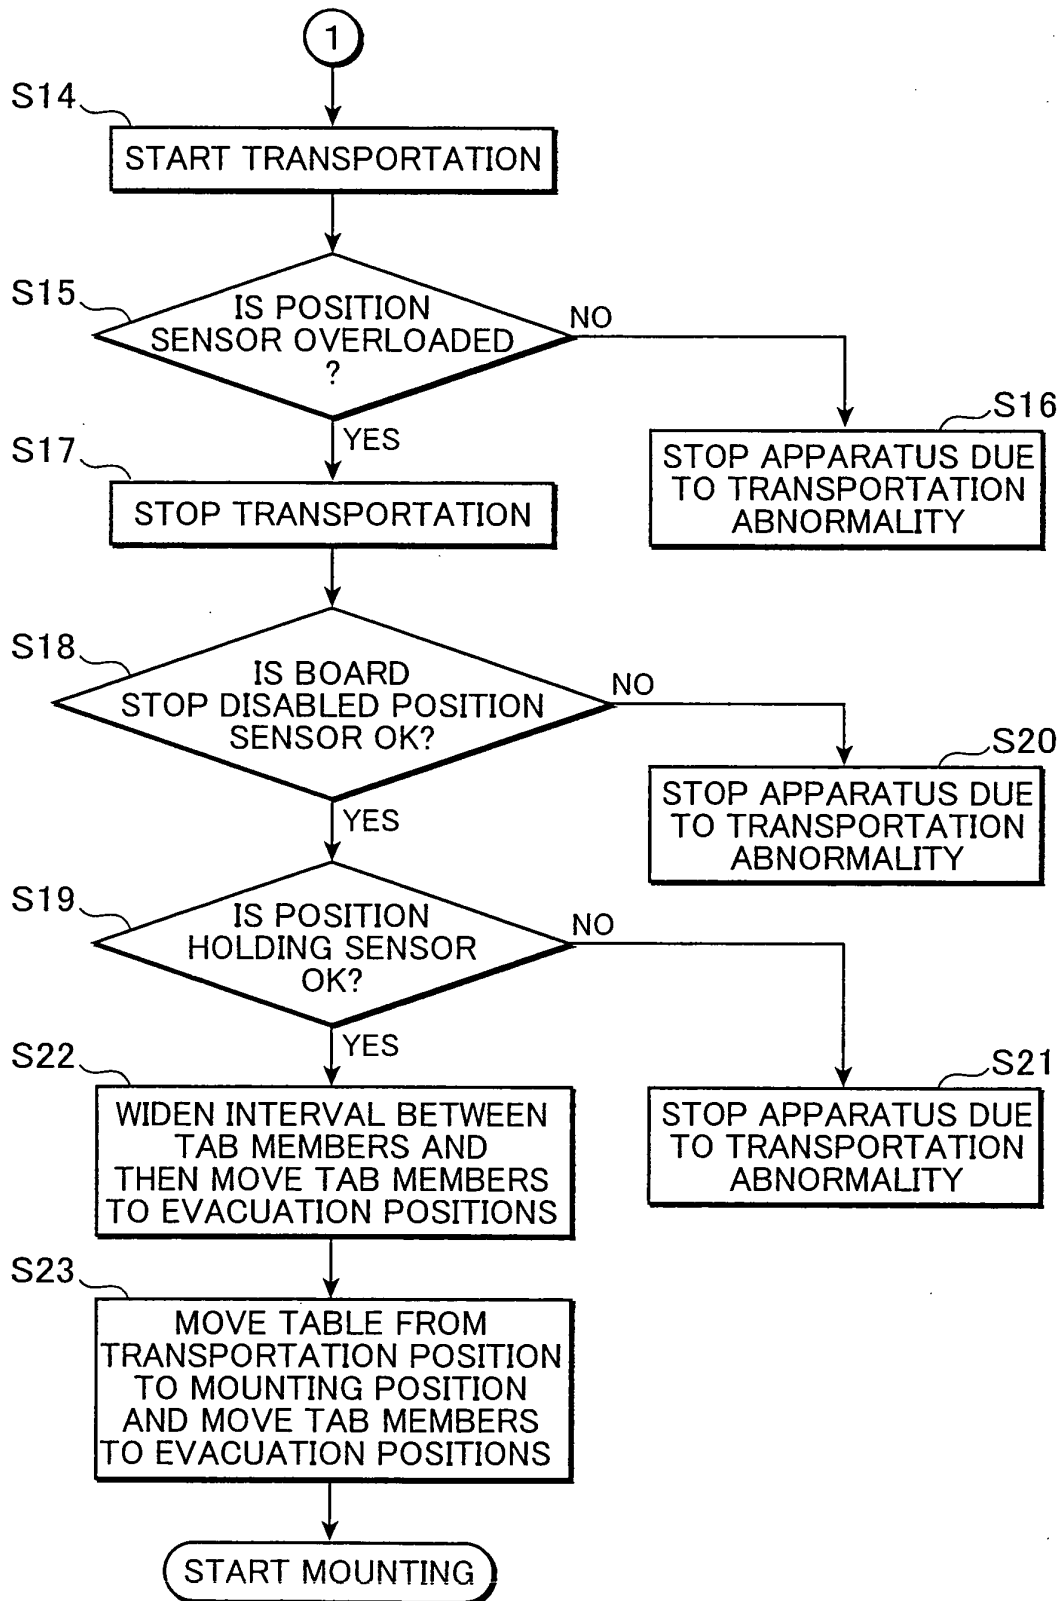 1
S14
START TRANSPORTATION
S15
IS POSITION
SENSOR OVERLOADED
?
NO
YES
S16
STOP APPARATUS DUE
TO TRANSPORTATION
ABNORMALITY
S17
STOP TRANSPORTATION
S18
IS BOARD
STOP DISABLED POSITION
SENSOR OK?
NO
YES
S20
STOP APPARATUS DUE
TO TRANSPORTATION
ABNORMALITY
S19
IS POSITION
HOLDING SENSOR
OK?
NO
YES
S21
STOP APPARATUS DUE
TO TRANSPORTATION
ABNORMALITY
S22
WIDEN INTERVAL BETWEEN
TAB MEMBERS AND
THEN MOVE TAB MEMBERS
TO EVACUATION POSITIONS
S23
MOVE TABLE FROM
TRANSPORTATION POSITION
TO MOUNTING POSITION
AND MOVE TAB MEMBERS
TO EVACUATION POSITIONS
START MOUNTING